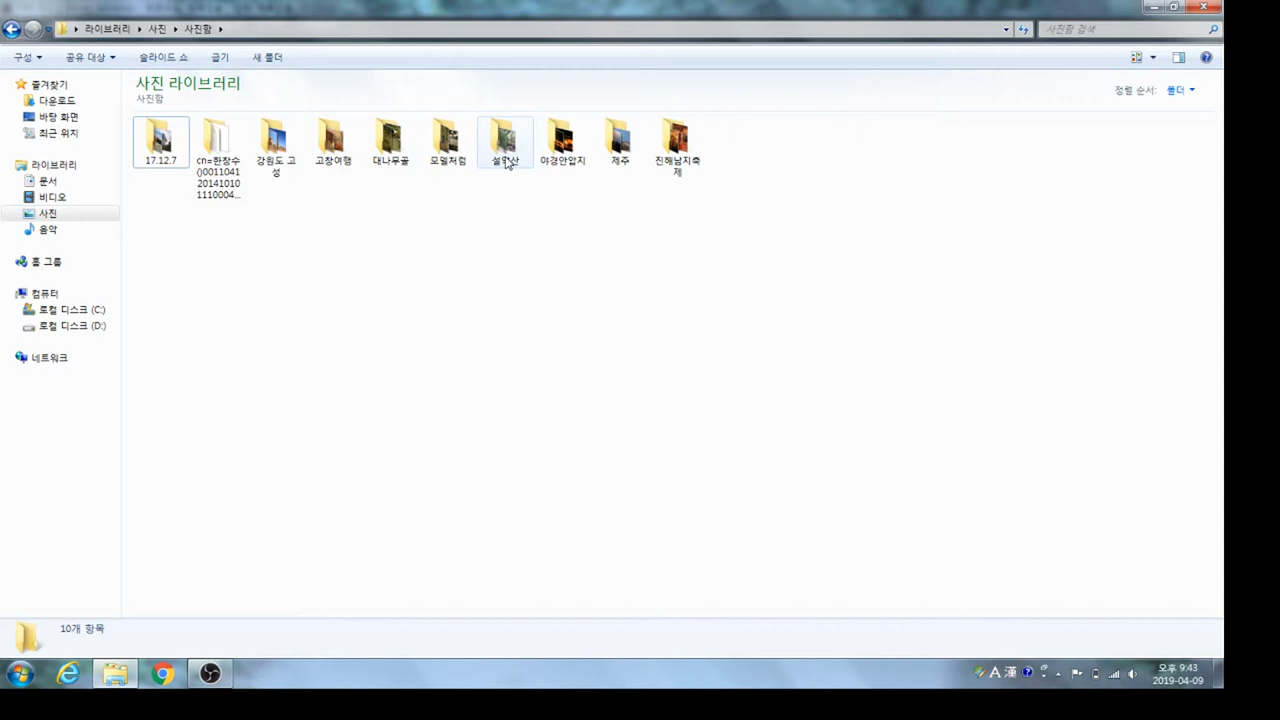 라이브러리 ▸ 사진 ▸ 사진함 ▸
사진함 검색
구성 공유 대상 슬라이드 쇼 굽기 새 폴더
즐겨찾기
다운로드
바탕 화면
최근 위치
라이브러리
문서
비디오
사진
음악
홈 그룹
컴퓨터
로컬 디스크 (C:)
로컬 디스크 (D:)
네트워크
사진 라이브러리
사진함
정렬 순서: 폴더
17.12.7
cn=한창수
()0011041
20141010
1110004...
강원도 고
성
고창여행
대나무골
모델처럼
설악산
야경안압지
제주
진해남지축
제
10개 항목
A 漢
오후 9:43
2019-04-09